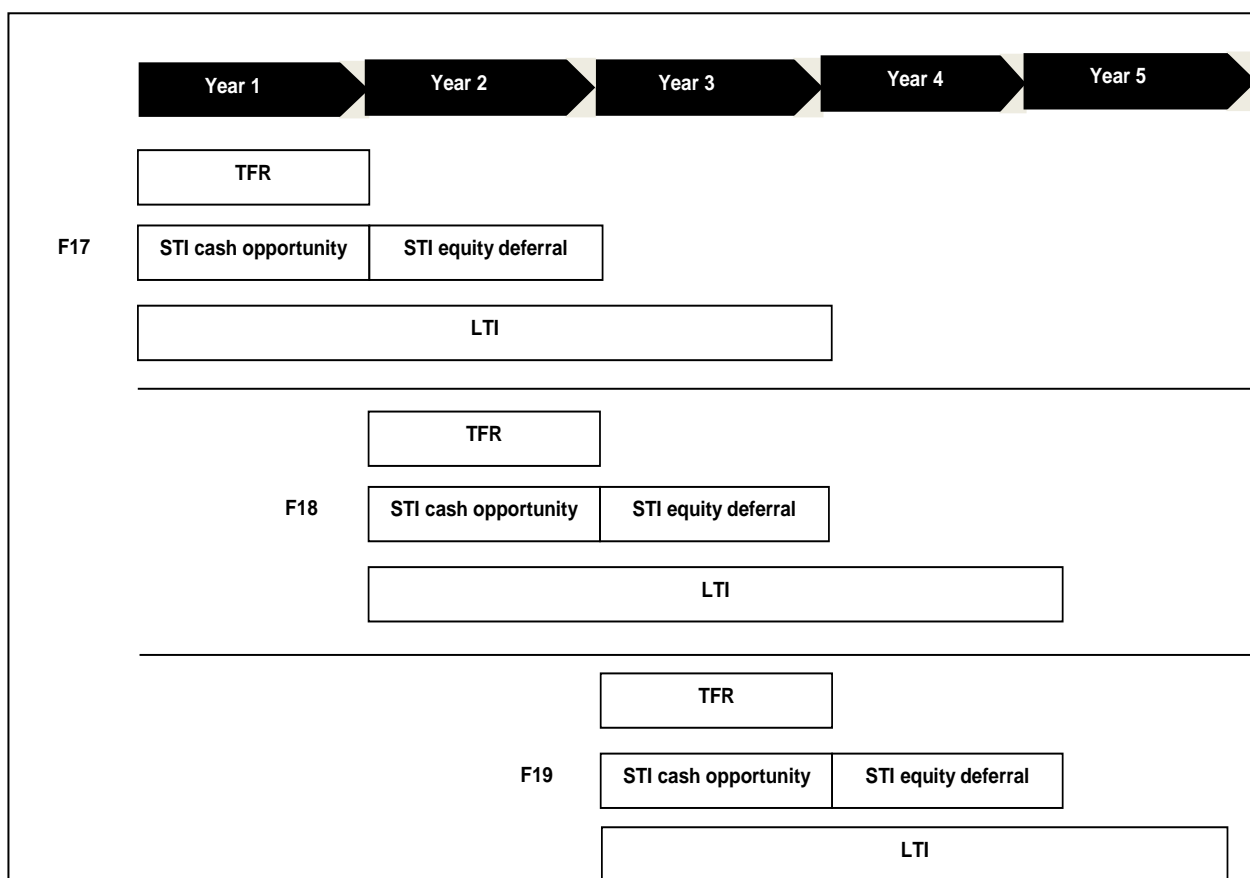 Year 1 Year 2 Year 3 Year 4 Year 5
TFR
F17 STI cash opportunity STI equity deferral
LTI
TFR
F18 STI cash opportunity STI equity deferral
LTI
TFR
F19 STI cash opportunity STI equity deferral
LTI